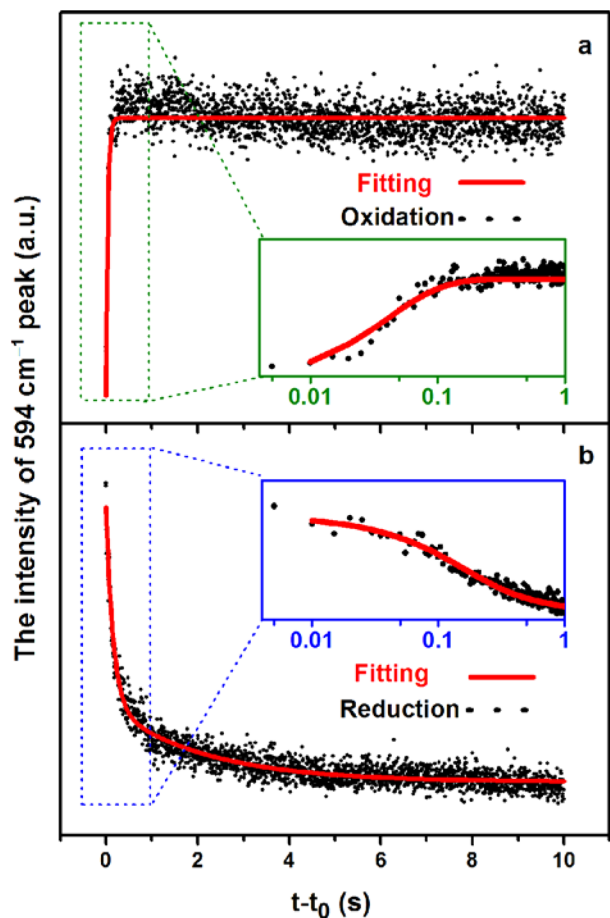 The intensity of 594 cm⁻¹ peak (a.u.)
a
Fitting
Oxidation
0.01 0.1 1
b
0.01 0.1 1
Fitting
Reduction
0 2 4 6 8 10
t-t₀ (s)